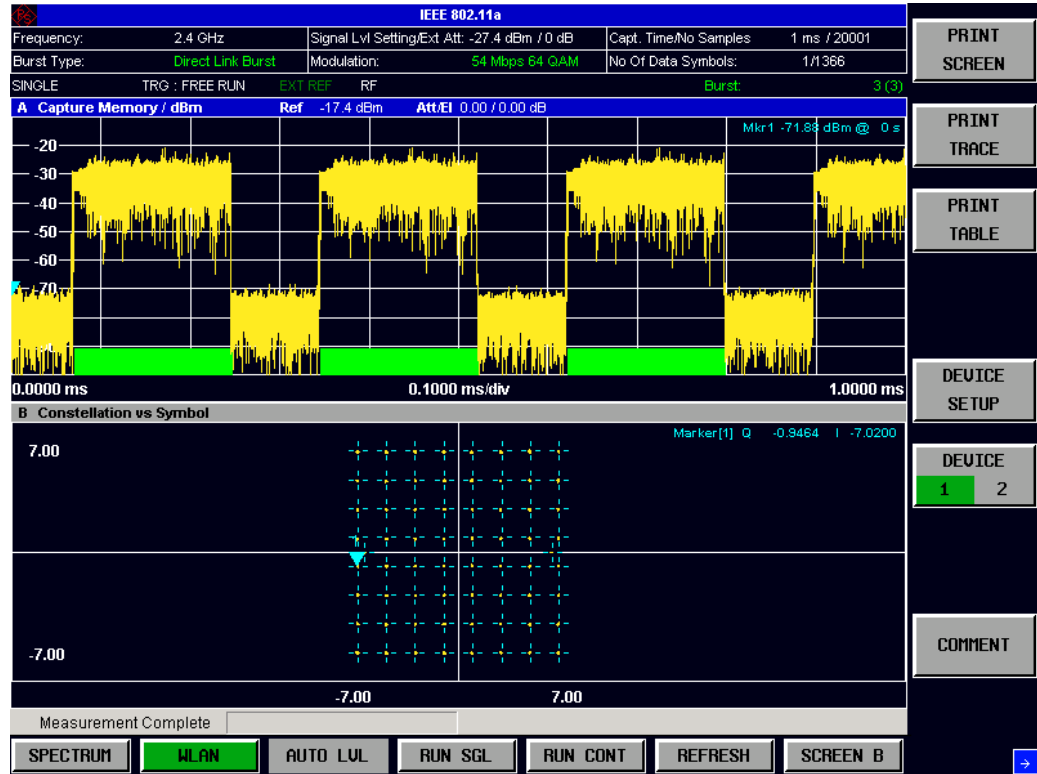 IEEE 802.11a
Frequency: 2.4 GHz Signal Lvl Setting/Ext Att: -27.4 dBm / 0 dB Capt. Time/No Samples 1 ms / 20001
Burst Type: Direct Link Burst Modulation: 54 Mbps 64 QAM No Of Data Symbols: 1/1366
SINGLE TRG : FREE RUN EXT REF RF Burst: 3 (3)
A Capture Memory / dBm Ref -17.4 dBm Att/El 0.00 / 0.00 dB
Mkr1 -71.88 dBm @ 0 s
-20
-30
-40
-50
-60
-70
0.0000 ms 0.1000 ms/div 1.0000 ms
B Constellation vs Symbol
Marker[1] Q -0.9464 I -7.0200
7.00
-7.00
-7.00 7.00
Measurement Complete
SPECTRUM WLAN AUTO LVL RUN SGL RUN CONT REFRESH SCREEN B
PRINT
SCREEN
PRINT
TRACE
PRINT
TABLE
DEVICE
SETUP
DEVICE
1 2
COMMENT